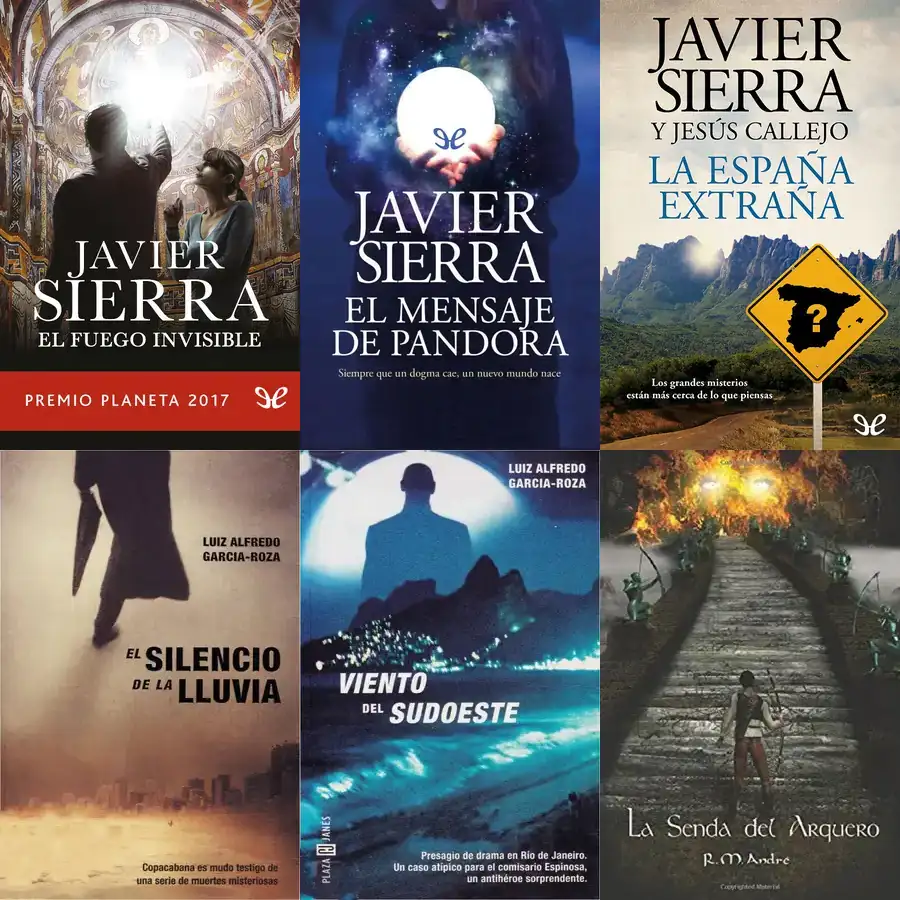 JAVIER
SIERRA
EL FUEGO INVISIBLE
PREMIO PLANETA 2017
JAVIER
SIERRA
EL MENSAJE
DE PANDORA
Siempre que un dogma cae, un nuevo mundo nace
JAVIER
SIERRA
Y JESÚS CALLEJO
LA ESPAÑA
EXTRAÑA
?
Los grandes misterios
están más cerca de lo que piensas
LUIZ ALFREDO
GARCIA-ROZA
EL SILENCIO
DE LA LLUVIA
Copacabana es mudo testigo de
una serie de muertes misteriosas
LUIZ ALFREDO
GARCIA-ROZA
VIENTO
DEL SUDOESTE
PLAZA JANES
Presagio de drama en Río de Janeiro.
Un caso atípico para el comisario Espinosa,
un antihéroe sorprendente.
La Senda del Arquero
R.M.Andre
Copyrighted Material